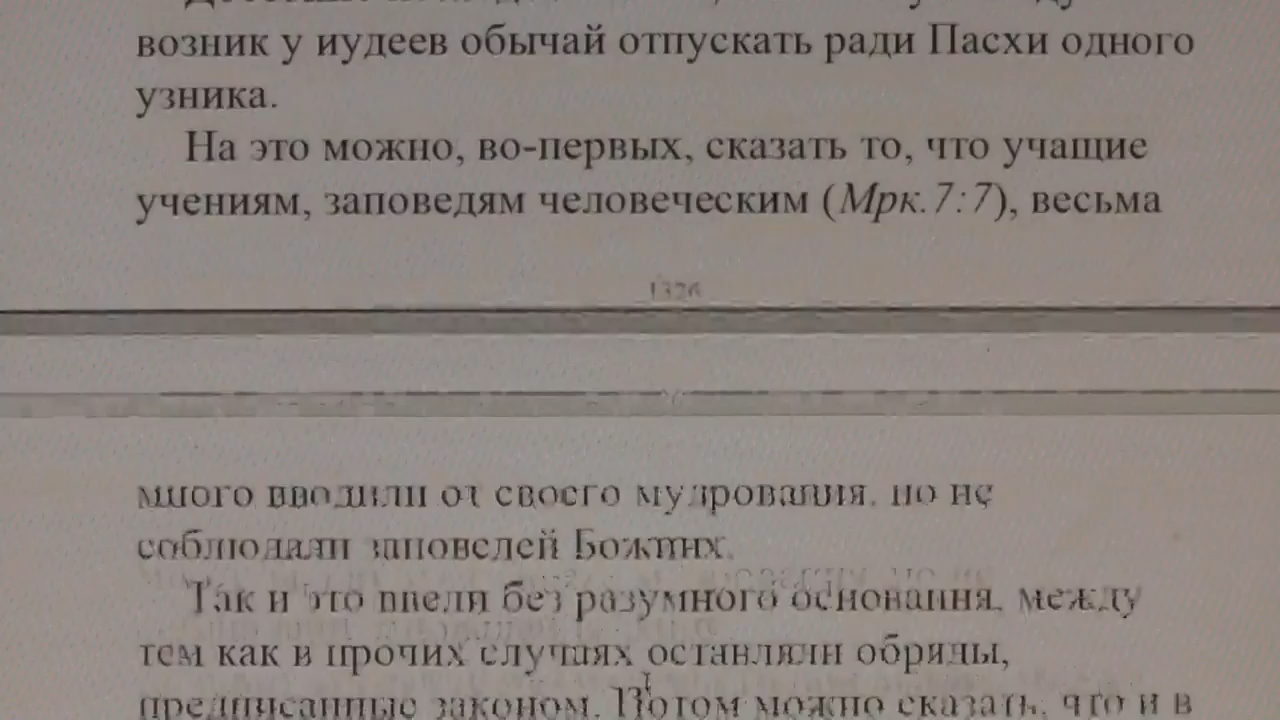 возник у иудеев обычай отпускать ради Пасхи одного
узника.
На это можно, во-первых, сказать то, что учащие
учениям, заповедям человеческим (Мрк.7:7), весьма
1326
много вводили от своего мудрования, но не
соблюдали заповедей Божиих.
Так и это ввели без разумного основания, между
тем как в прочих случаях оставляли обряды,
предписанные законом. Потом можно сказать, что и в